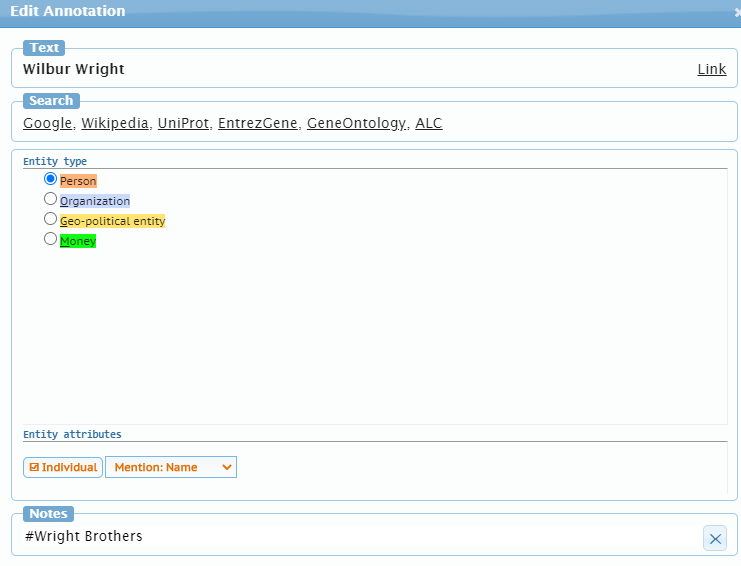 Edit Annotation
Text
Wilbur Wright Link
Search
Google, Wikipedia, UniProt, EntrezGene, GeneOntology, ALC
Entity type
Person
Organization
Geo-political entity
Money
Entity attributes
Individual Mention: Name
Notes
#Wright Brothers